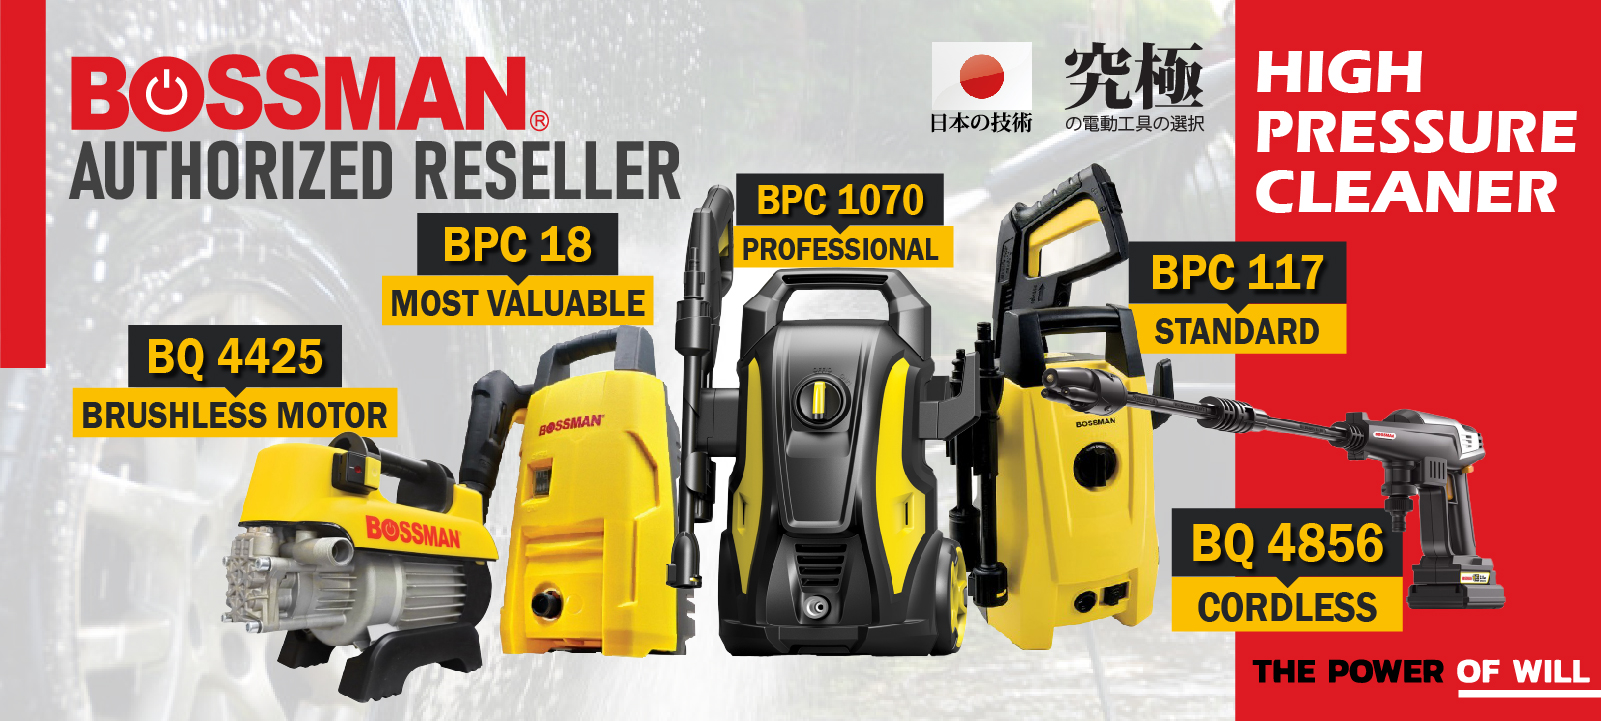 BOSSMAN®
AUTHORIZED RESELLER
日本の技術
究極
の電動工具の選択
HIGH
PRESSURE
CLEANER
BPC 1070
PROFESSIONAL
BPC 18
MOST VALUABLE
BPC 117
STANDARD
BQ 4425
BRUSHLESS MOTOR
BOSSMAN
BOSSMAN
BOSSMAN
BOSSMAN
BQ 4856
CORDLESS
THE POWER OF WILL